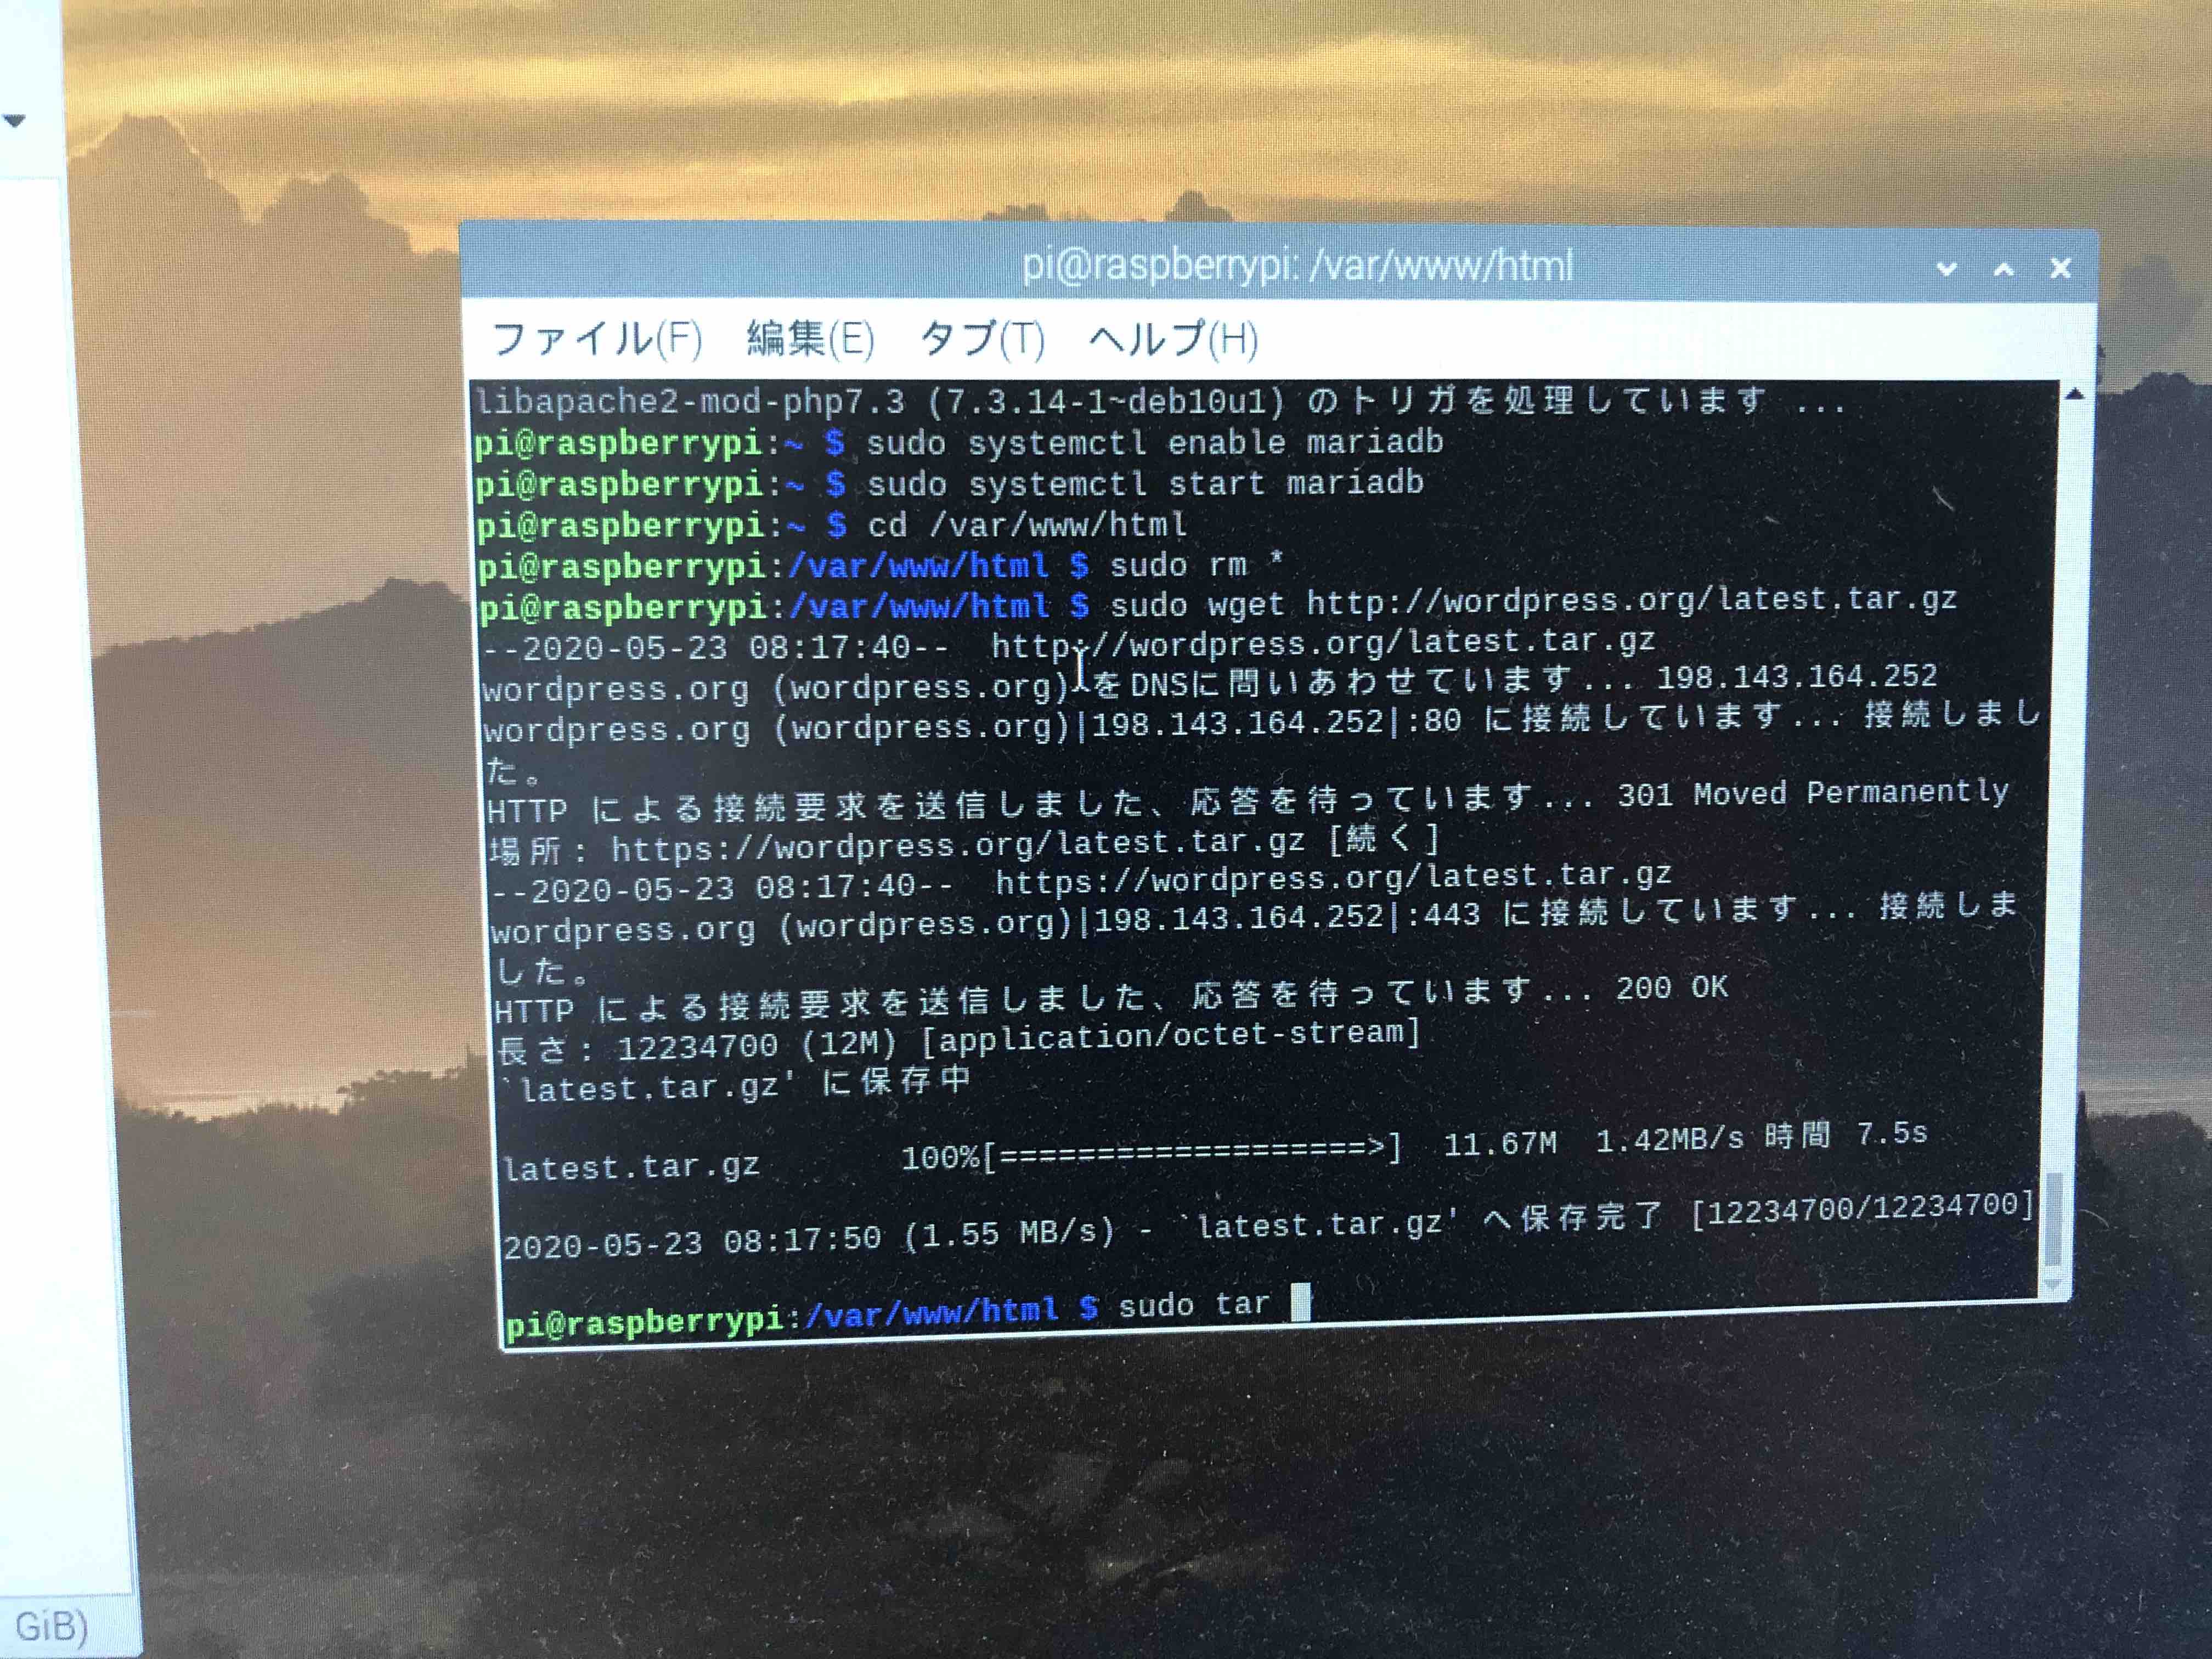 pi@raspberrypi: /var/www/html
ファイル(F) 編集(E) タブ(T) ヘルプ(H)
libapache2-mod-php7.3 (7.3.14-1~deb10u1) のトリガを処理しています ...
pi@raspberrypi:~ $ sudo systemctl enable mariadb
pi@raspberrypi:~ $ sudo systemctl start mariadb
pi@raspberrypi:~ $ cd /var/www/html
pi@raspberrypi:/var/www/html $ sudo rm *
pi@raspberrypi:/var/www/html $ sudo wget http://wordpress.org/latest.tar.gz
--2020-05-23 08:17:40--  http://wordpress.org/latest.tar.gz
wordpress.org (wordpress.org) をDNSに問いあわせています... 198.143.164.252
wordpress.org (wordpress.org)|198.143.164.252|:80 に接続しています... 接続しまし
た。
HTTP による接続要求を送信しました、応答を待っています... 301 Moved Permanently
場所: https://wordpress.org/latest.tar.gz [続く]
--2020-05-23 08:17:40--  https://wordpress.org/latest.tar.gz
wordpress.org (wordpress.org)|198.143.164.252|:443 に接続しています... 接続しま
した。
HTTP による接続要求を送信しました、応答を待っています... 200 OK
長さ: 12234700 (12M) [application/octet-stream]
`latest.tar.gz' に保存中
latest.tar.gz 100%[===================>] 11.67M 1.42MB/s 時間 7.5s
2020-05-23 08:17:50 (1.55 MB/s) - `latest.tar.gz' へ保存完了 [12234700/12234700]
pi@raspberrypi:/var/www/html $ sudo tar
GiB)